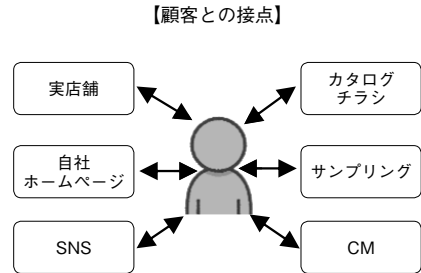 【顧客との接点】
実店舗
カタログ
チラシ
自社
ホームページ
サンプリング
SNS
CM